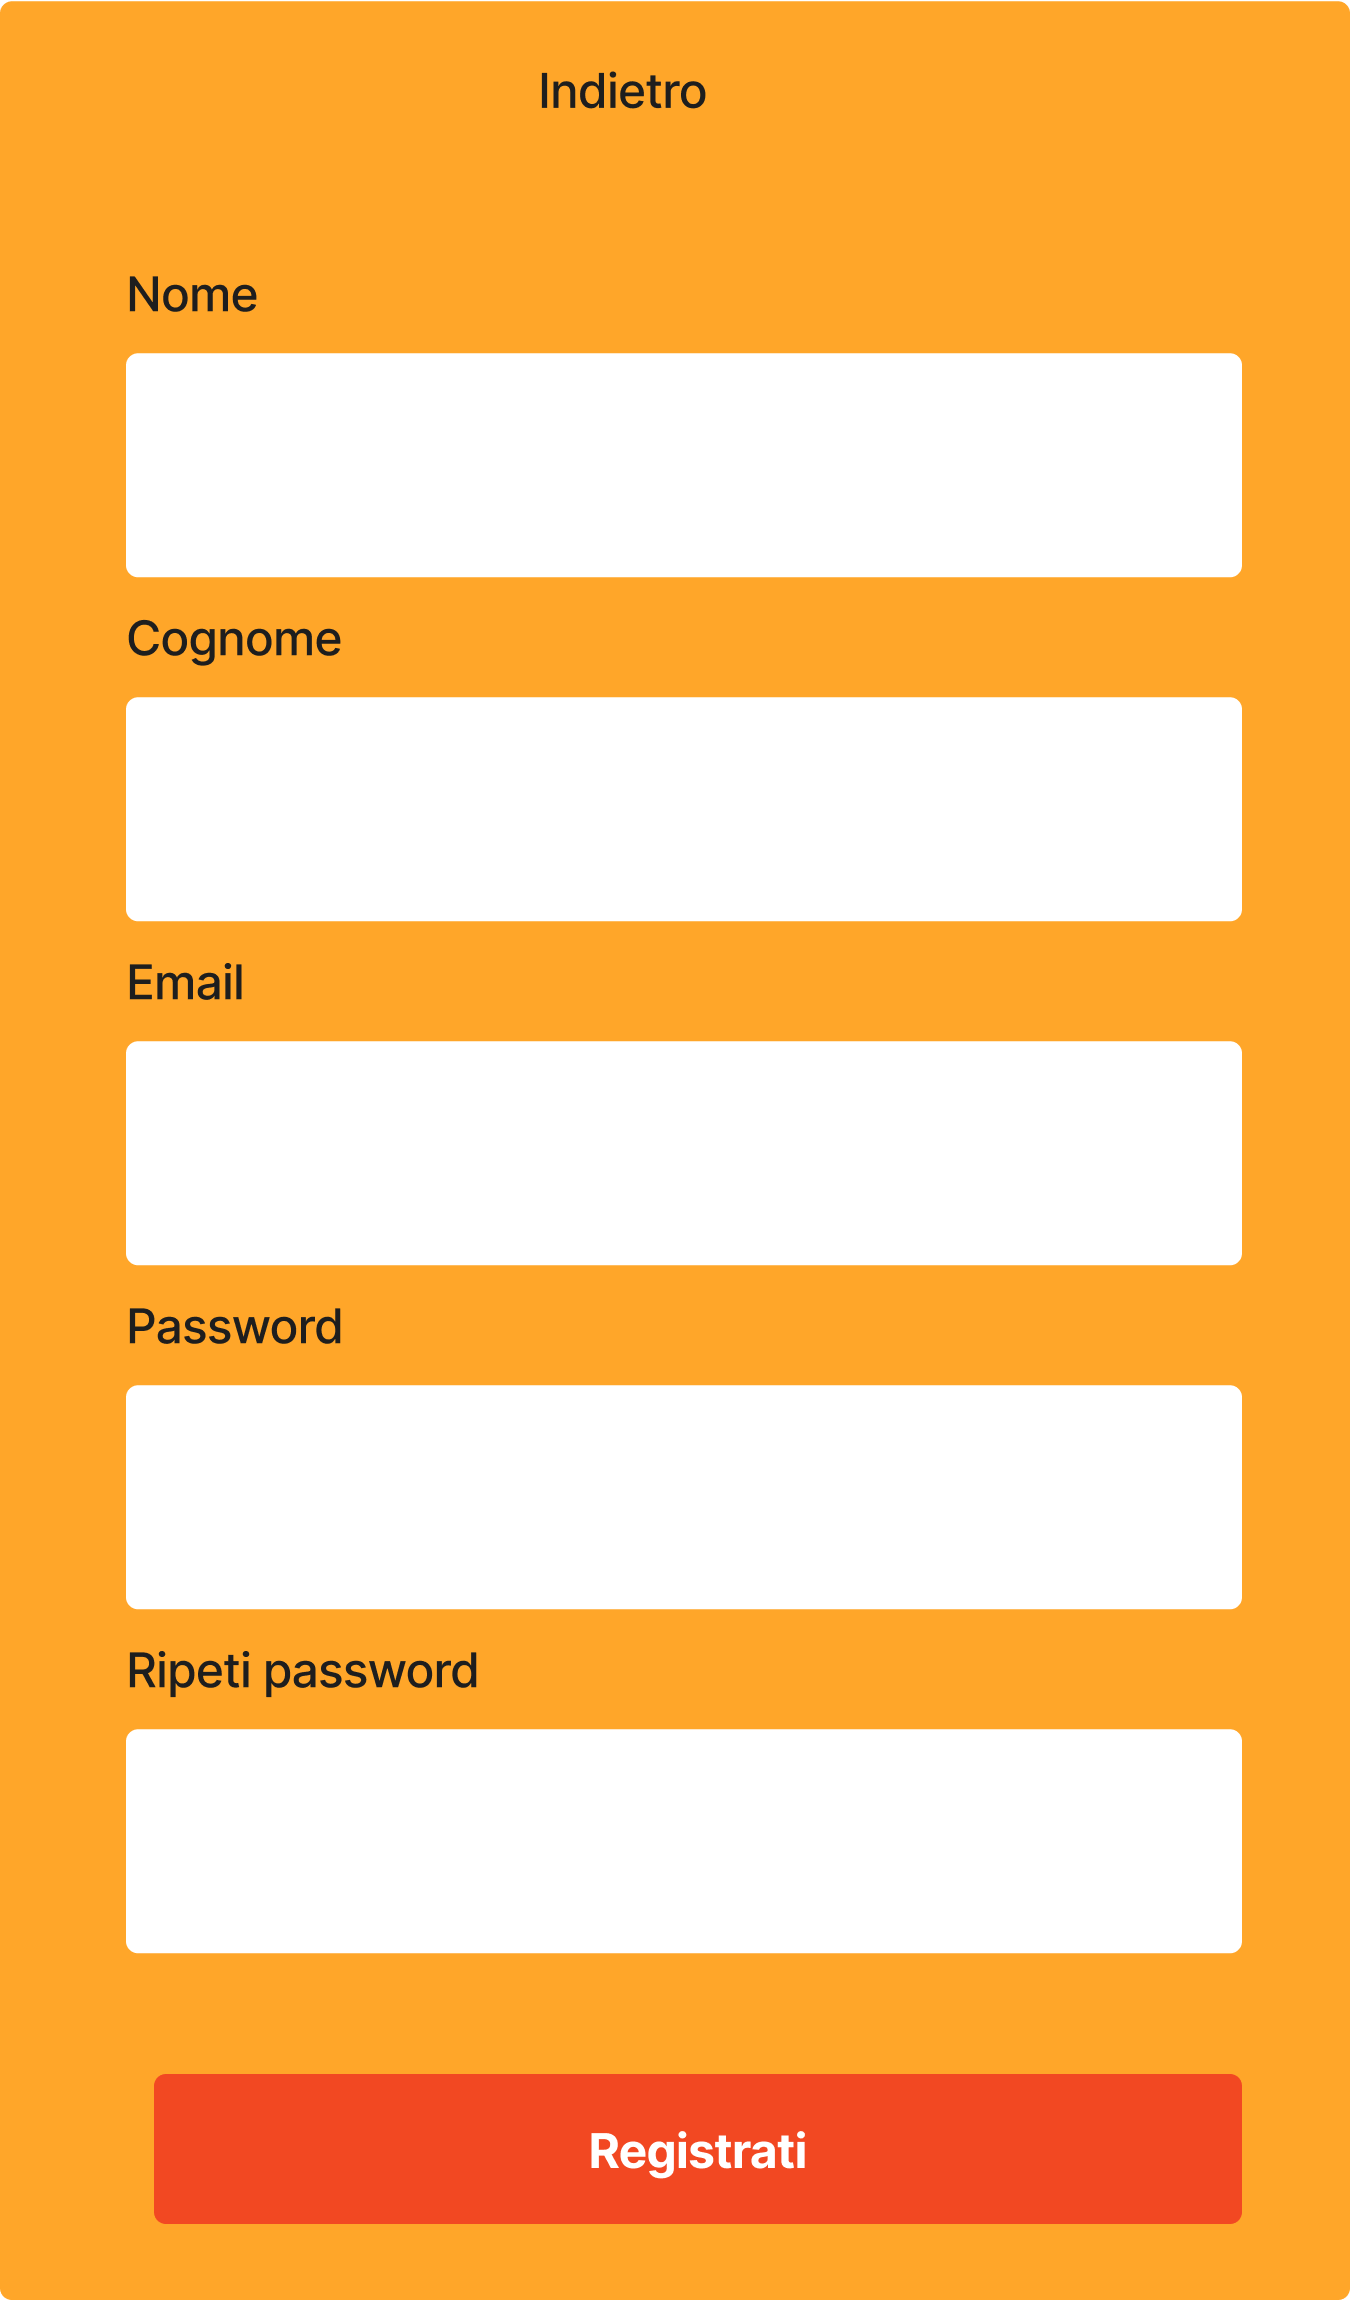 Indietro
Nome
Cognome
Email
Password
Ripeti password
Registrati